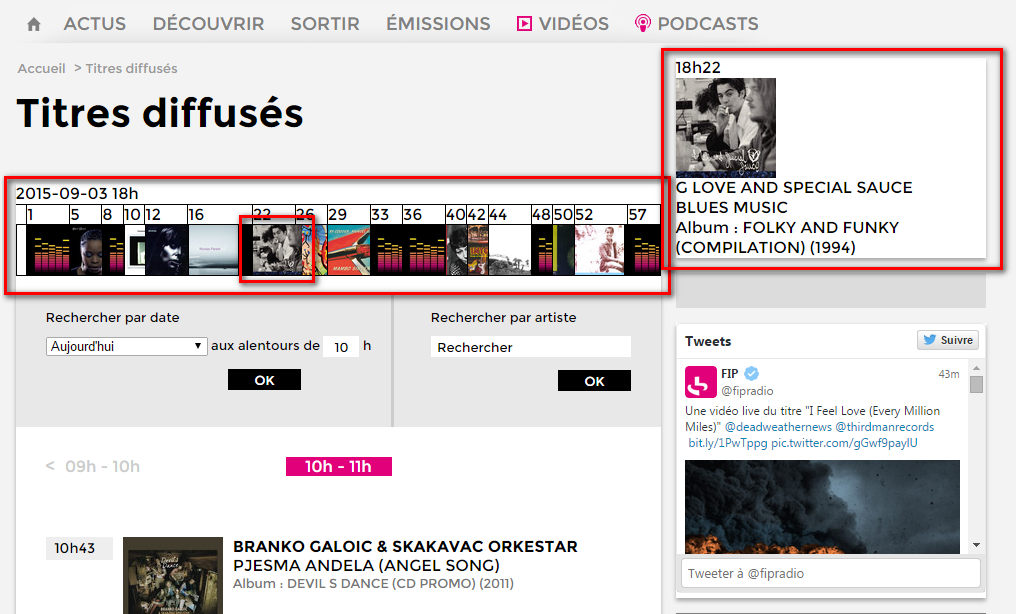 ACTUS DÉCOUVRIR SORTIR ÉMISSIONS VIDÉOS PODCASTS
Accueil > Titres diffusés
Titres diffusés
2015-09-03 18h
1 5 8 10 12 16 22 26 29 33 36 40 42 44 48 50 52 57
18h22
G LOVE AND SPECIAL SAUCE
BLUES MUSIC
Album : FOLKY AND FUNKY
(COMPILATION) (1994)
Rechercher par date
Aujourd'hui aux alentours de 10 h
OK
Rechercher par artiste
Rechercher
OK
Tweets
Suivre
FIP 43m
@fipradio
Une vidéo live du titre "I Feel Love (Every Million
Miles)" @deadweathernews @thirdmanrecords
bit.ly/1PwTppg pic.twitter.com/gGwf9paylU
Tweeter à @fipradio
< 09h - 10h
10h - 11h
10h43
BRANKO GALOIC & SKAKAVAC ORKESTAR
PJESMA ANDELA (ANGEL SONG)
Album : DEVIL S DANCE (CD PROMO) (2011)